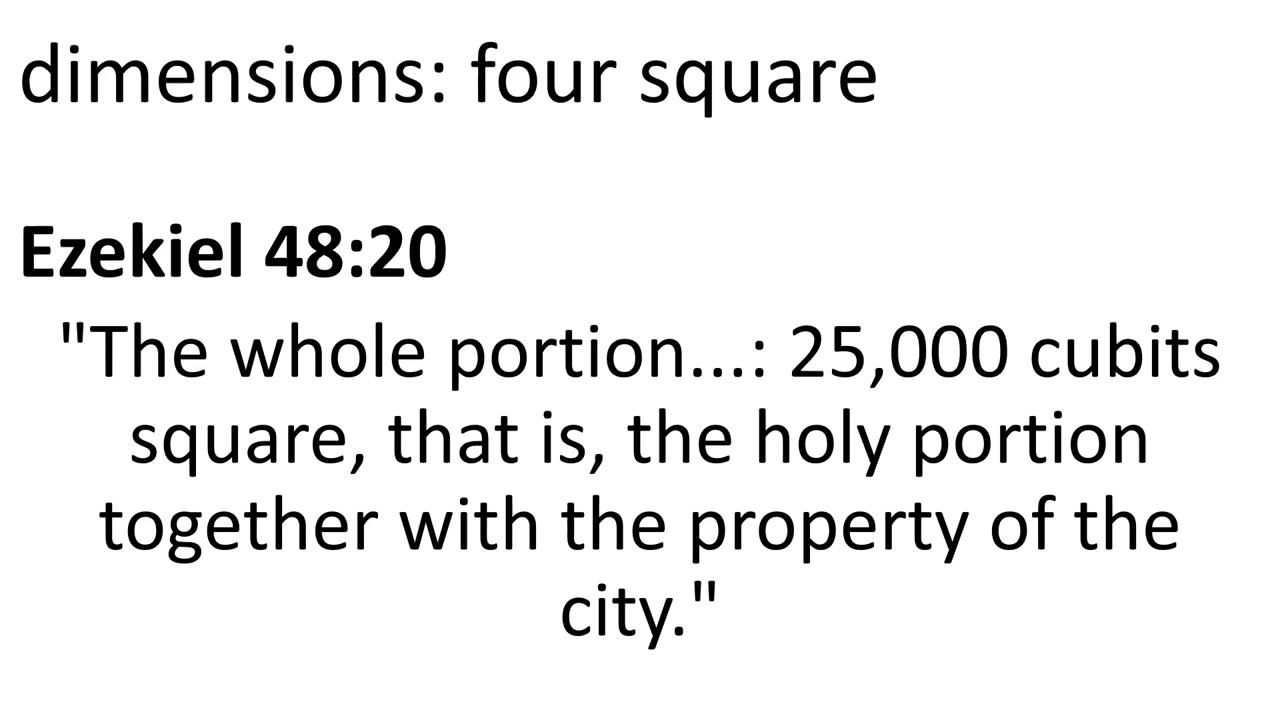 dimensions: four square
Ezekiel 48:20
"The whole portion...: 25,000 cubits
square, that is, the holy portion
together with the property of the
city."